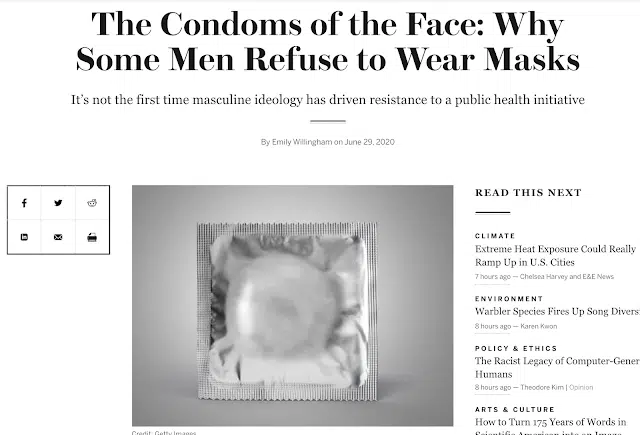 The Condoms of the Face: Why
Some Men Refuse to Wear Masks
It's not the first time masculine ideology has driven resistance to a public health initiative
By Emily Willingham on June 29, 2020
READ THIS NEXT
CLIMATE
Extreme Heat Exposure Could Really
Ramp Up in U.S. Cities
7 hours ago — Chelsea Harvey and E&E News
ENVIRONMENT
Warbler Species Fires Up Song Divers
8 hours ago — Karen Kwon
POLICY & ETHICS
The Racist Legacy of Computer-Gener
Humans
8 hours ago — Theodore Kim | Opinion
ARTS & CULTURE
How to Turn 175 Years of Words in
Scientific American into an Image
Credit: Getty Images